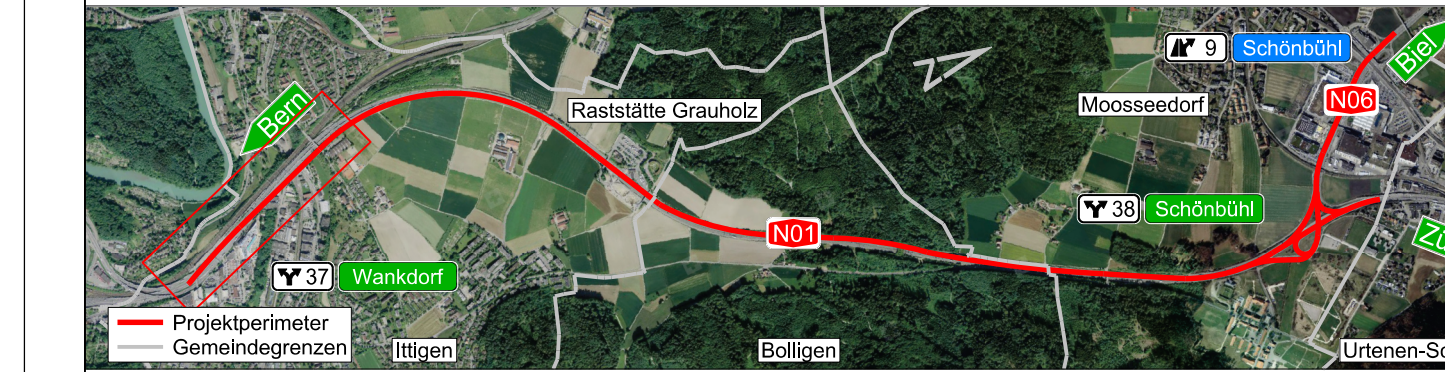 Bern
Raststätte Grauholz
9 Schönbühl
Biel
N06
Moosseedorf
38 Schönbühl
N01
37 Wankdorf
Projektperimeter
Gemeindegrenzen
Ittigen
Bolligen